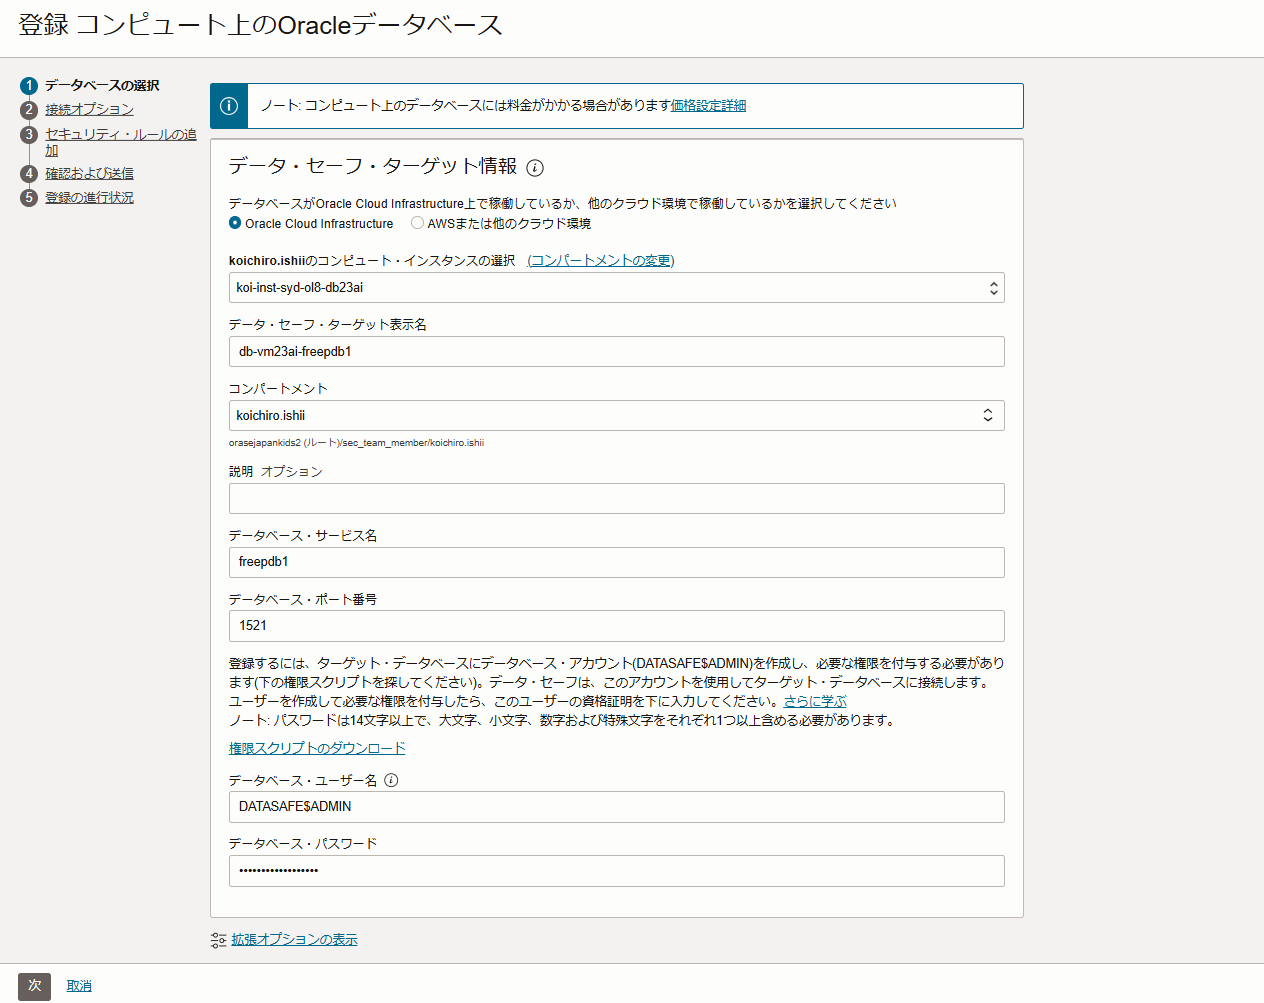 登録 コンピュート上のOracleデータベース
1 データベースの選択
2 接続オプション
3 セキュリティ・ルールの追
加
4 確認および送信
5 登録の進行状況
ノート: コンピュート上のデータベースには料金がかかる場合があります価格設定詳細
データ・セーフ・ターゲット情報
データベースがOracle Cloud Infrastructure上で稼働しているか、他のクラウド環境で稼働しているかを選択してください
Oracle Cloud Infrastructure AWSまたは他のクラウド環境
koichiro.ishiiのコンピュート・インスタンスの選択 (コンパートメントの変更)
koi-inst-syd-ol8-db23ai
データ・セーフ・ターゲット表示名
db-vm23ai-freepdb1
コンパートメント
koichiro.ishii
orasejapankids2 (ルート)/sec_team_member/koichiro.ishii
説明 オプション
データベース・サービス名
freepdb1
データベース・ポート番号
1521
登録するには、ターゲット・データベースにデータベース・アカウント(DATASAFE$ADMIN)を作成し、必要な権限を付与する必要があり
ます(下の権限スクリプトを探してください)。データ・セーフは、このアカウントを使用してターゲット・データベースに接続します。
ユーザーを作成して必要な権限を付与したら、このユーザーの資格証明を下に入力してください。さらに学ぶ
ノート: パスワードは14文字以上で、大文字、小文字、数字および特殊文字をそれぞれ1つ以上含める必要があります。
権限スクリプトのダウンロード
データベース・ユーザー名
DATASAFE$ADMIN
データベース・パスワード
••••••••••••••••••
拡張オプションの表示
次 取消